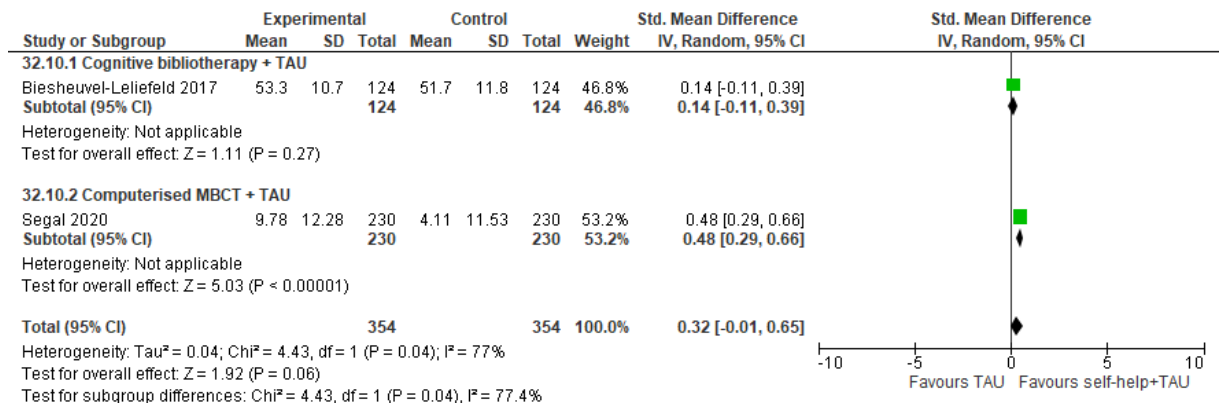 Experimental Control Std. Mean Difference Std. Mean Difference
Study or Subgroup Mean SD Total Mean SD Total Weight IV, Random, 95% CI IV, Random, 95% CI
32.10.1 Cognitive bibliotherapy + TAU
Biesheuvel-Leliefeld 2017 53.3 10.7 124 51.7 11.8 124 46.8% 0.14 [-0.11, 0.39]
Subtotal (95% CI) 124 124 46.8% 0.14 [-0.11, 0.39]
Heterogeneity: Not applicable
Test for overall effect: Z = 1.11 (P = 0.27)
32.10.2 Computerised MBCT + TAU
Segal 2020 9.78 12.28 230 4.11 11.53 230 53.2% 0.48 [0.29, 0.66]
Subtotal (95% CI) 230 230 53.2% 0.48 [0.29, 0.66]
Heterogeneity: Not applicable
Test for overall effect: Z = 5.03 (P < 0.00001)
Total (95% CI) 354 354 100.0% 0.32 [-0.01, 0.65]
Heterogeneity: Tau² = 0.04; Chi² = 4.43, df = 1 (P = 0.04); I² = 77%
Test for overall effect: Z = 1.92 (P = 0.06)
Test for subgroup differences: Chi² = 4.43, df = 1 (P = 0.04), I² = 77.4%
-10 -5 0 5 10
Favours TAU Favours self-help+TAU